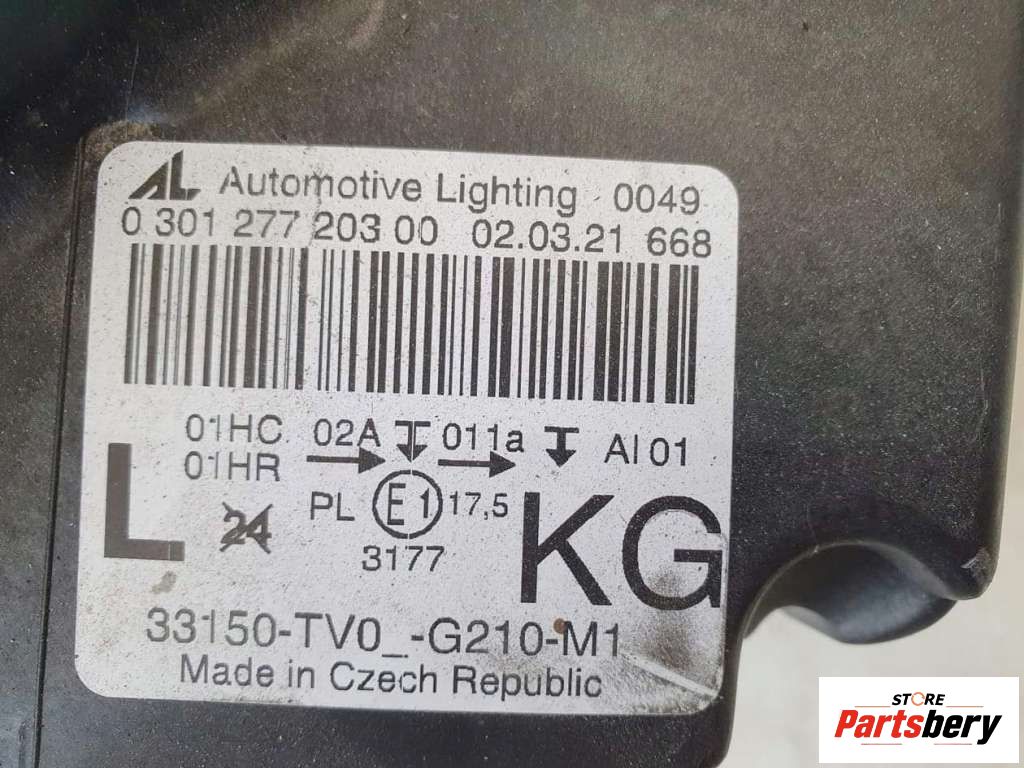 AL Automotive Lighting 0049
0 301 277 203 00 02.03.21 668
01HC 02A 011a AI 01
01HR
L 24 PL E1 17,5 KG
3177
33150-TV0_-G210-M1
Made in Czech Republic
STORE
Partsbery